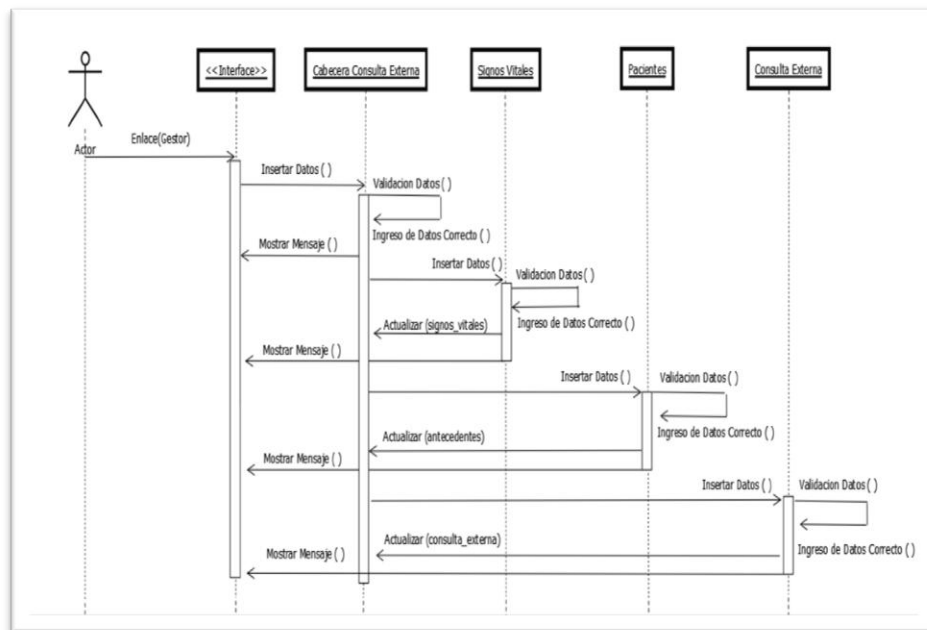 <<Interface>>
Cabecera Consulta Externa
Signos Vitales
Pacientes
Consulta Externa
Actor
Enlace(Gestor)
Insertar Datos ( )
Validacion Datos ( )
Ingreso de Datos Correcto ( )
Mostrar Mensaje ( )
Insertar Datos ( )
Validacion Datos ( )
Ingreso de Datos Correcto ( )
Actualizar (signos_vitales)
Mostrar Mensaje ( )
Insertar Datos ( )
Validacion Datos ( )
Ingreso de Datos Correcto ( )
Actualizar (antecedentes)
Mostrar Mensaje ( )
Insertar Datos ( )
Validacion Datos ( )
Ingreso de Datos Correcto ( )
Actualizar (consulta_externa)
Mostrar Mensaje ( )